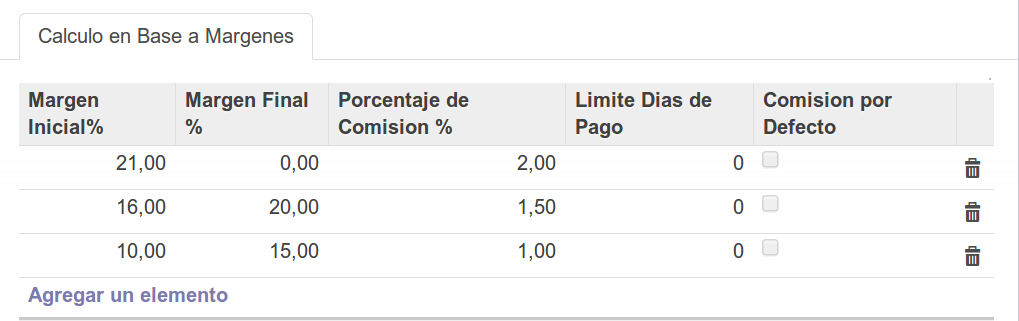 Calculo en Base a Margenes
Margen Inicial% Margen Final % Porcentaje de Comision % Limite Dias de Pago Comision por Defecto
21,00 0,00 2,00 0
16,00 20,00 1,50 0
10,00 15,00 1,00 0
Agregar un elemento